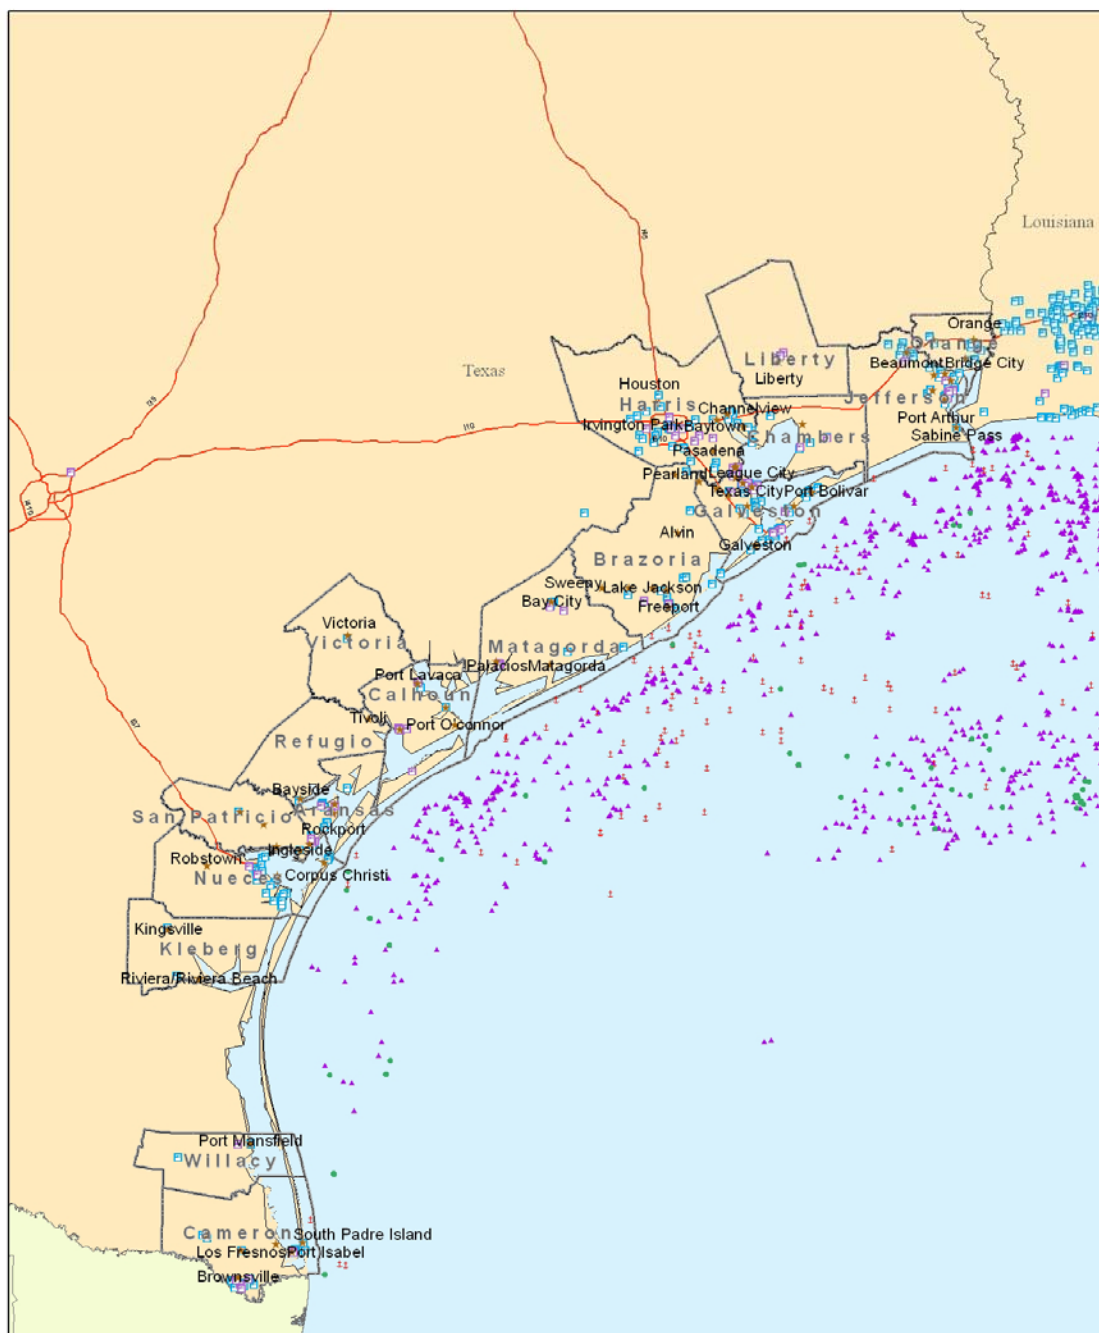 Louisiana
Orange
Orange
Beaumont
Bridge City
Liberty
Liberty
Texas
Houston
Harris
Channelview
Jefferson
Port Arthur
Sabine Pass
I10
Irvington Park
Baytown
Chambers
Pasadena
Pearland
League City
Texas City
Port Bolivar
Galveston
Alvin
Galveston
Brazoria
Sweeny
Lake Jackson
Bay City
Freeport
Victoria
Victoria
Matagorda
Palacios
Matagorda
Port Lavaca
Calhoun
Tivoli
Port O'connor
Refugio
Bayside
Aransas
San Patricio
Rockport
Ingleside
Robstown
Nueces
Corpus Christi
Kingsville
Kleberg
Riviera/Riviera Beach
Port Mansfield
Willacy
Cameron
South Padre Island
Los Fresnos
Port Isabel
Brownsville